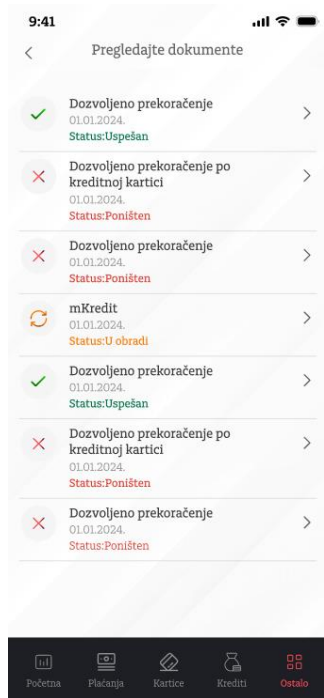 9:41
Pregledajte dokumente
Dozvoljeno prekoračenje
01.01.2024.
Status:Uspešan
Dozvoljeno prekoračenje po
kreditnoj kartici
01.01.2024.
Status:Poništen
Dozvoljeno prekoračenje
01.01.2024.
Status:Poništen
mKredit
01.01.2024.
Status:U obradi
Dozvoljeno prekoračenje
01.01.2024.
Status:Uspešan
Dozvoljeno prekoračenje po
kreditnoj kartici
01.01.2024.
Status:Poništen
Dozvoljeno prekoračenje
01.01.2024.
Status:Poništen
Početna Plaćanja Kartice Krediti Ostalo